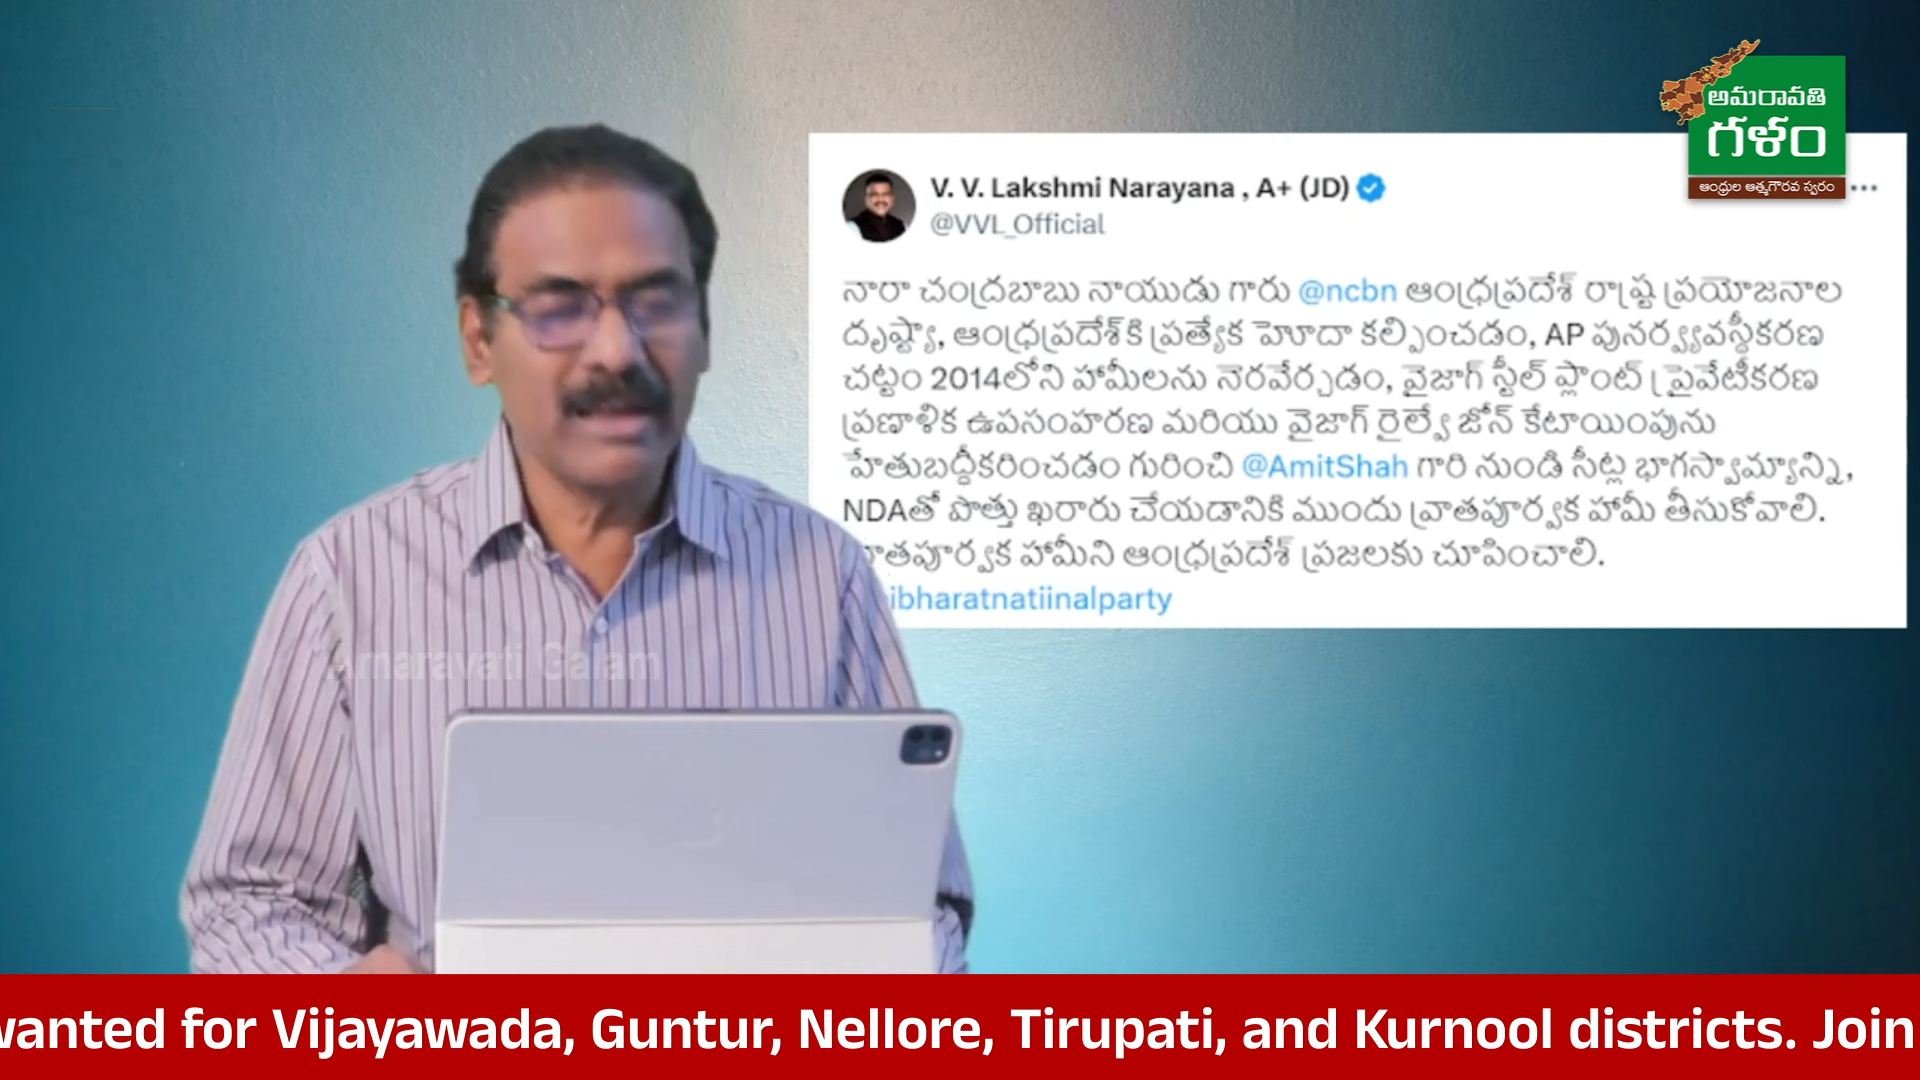 అమరావతి
గళం
ఆంధ్రుల ఆత్మగౌరవ స్వరం
V. V. Lakshmi Narayana , A+ (JD)
@VVL_Official
నారా చంద్రబాబు నాయుడు గారు @ncbn ఆంధ్రప్రదేశ్ రాష్ట్ర ప్రయోజనాల
దృష్ట్యా, ఆంధ్రప్రదేశ్‌కి ప్రత్యేక హెూదా కల్పించడం, AP పునర్వ్యవస్థీకరణ
చట్టం 2014లోని హామీలను నెరవేర్చడం, వైజాగ్ స్టీల్ ప్లాంట్ ప్రైవేటీకరణ
ప్రణాళిక ఉపసంహరణ మరియు వైజాగ్ రైల్వే జోన్ కేటాయింపును
హేతుబద్ధీకరించడం గురించి @AmitShah గారి నుండి సీట్ల భాగస్వామ్యాన్ని,
NDAతో పొత్తు ఖరారు చేయడానికి ముందు వ్రాతపూర్వక హామీ తీసుకోవాలి.
హామీని ఆంధ్రప్రదేశ్ ప్రజలకు చూపించాలి.
ibharatnatiinalparty
Amaravati Galam
wanted for Vijayawada, Guntur, Nellore, Tirupati, and Kurnool districts. Join